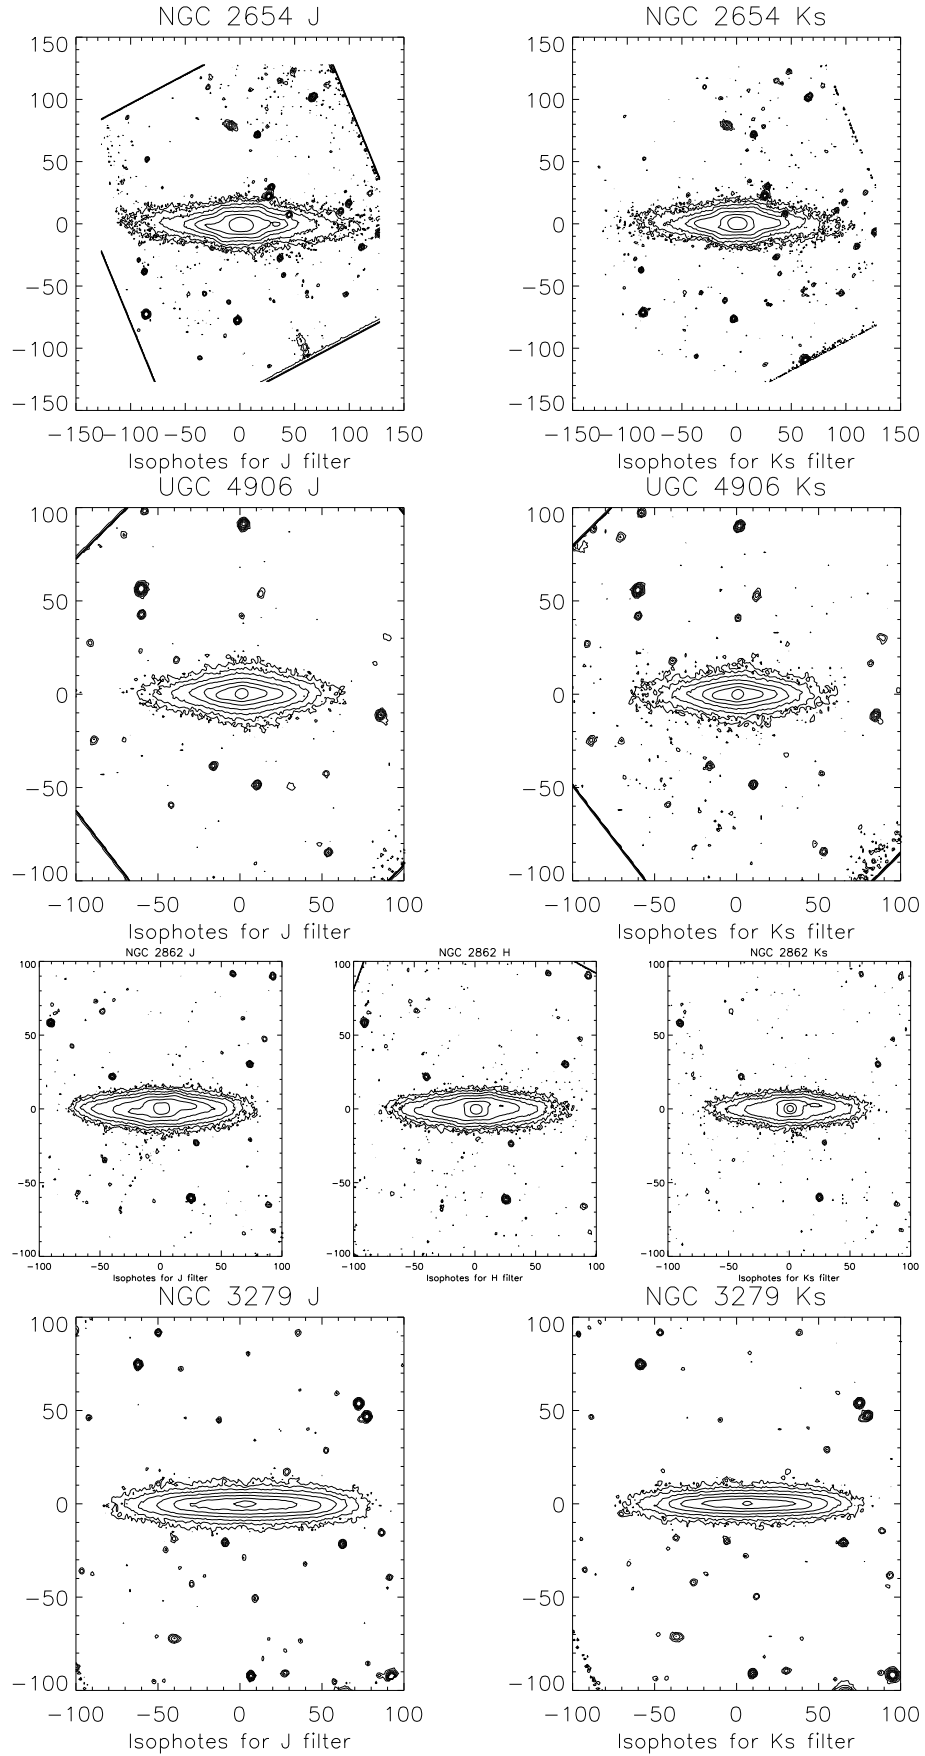 NGC 2654 J
NGC 2654 Ks
150
100
50
0
−50
−100
−150
−150−100 −50 0 50 100 150
Isophotes for J filter
150
100
50
0
−50
−100
−150
−150−100 −50 0 50 100 150
Isophotes for Ks filter
UGC 4906 J
UGC 4906 Ks
100
50
0
−50
−100
−100 −50 0 50 100
Isophotes for J filter
100
50
0
−50
−100
−100 −50 0 50 100
Isophotes for Ks filter
NGC 2862 J
NGC 2862 H
NGC 2862 Ks
100
50
0
−50
−100
−100 −50 0 50 100
Isophotes for J filter
100
50
0
−50
−100
−100 −50 0 50 100
Isophotes for H filter
100
50
0
−50
−100
−100 −50 0 50 100
Isophotes for Ks filter
NGC 3279 J
NGC 3279 Ks
100
50
0
−50
−100
−100 −50 0 50 100
Isophotes for J filter
100
50
0
−50
−100
−100 −50 0 50 100
Isophotes for Ks filter